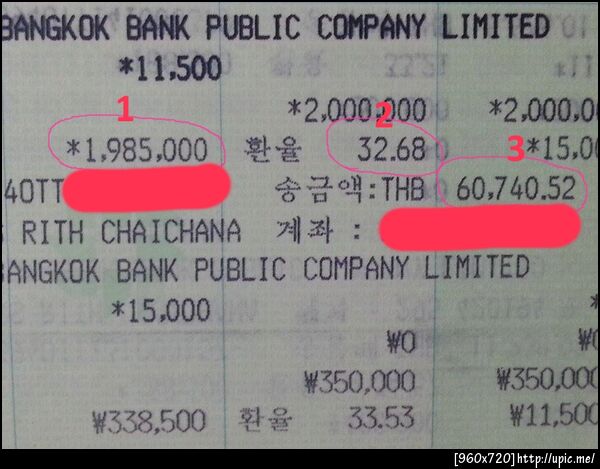 BANGKOK BANK PUBLIC COMPANY LIMITED
*11,500
1 *2,000,000 2 *2,000,0
*1,985,000 환율 32.68 3 *15,0
40TT 송금액:THB 60,740.52
RITH CHAICHANA 계좌 :
BANGKOK BANK PUBLIC COMPANY LIMITED
*15,000
₩0 ₩0
₩350,000 ₩350,000
₩338,500 환율 33.53 ₩11,500
[960x720]http://upic.me/